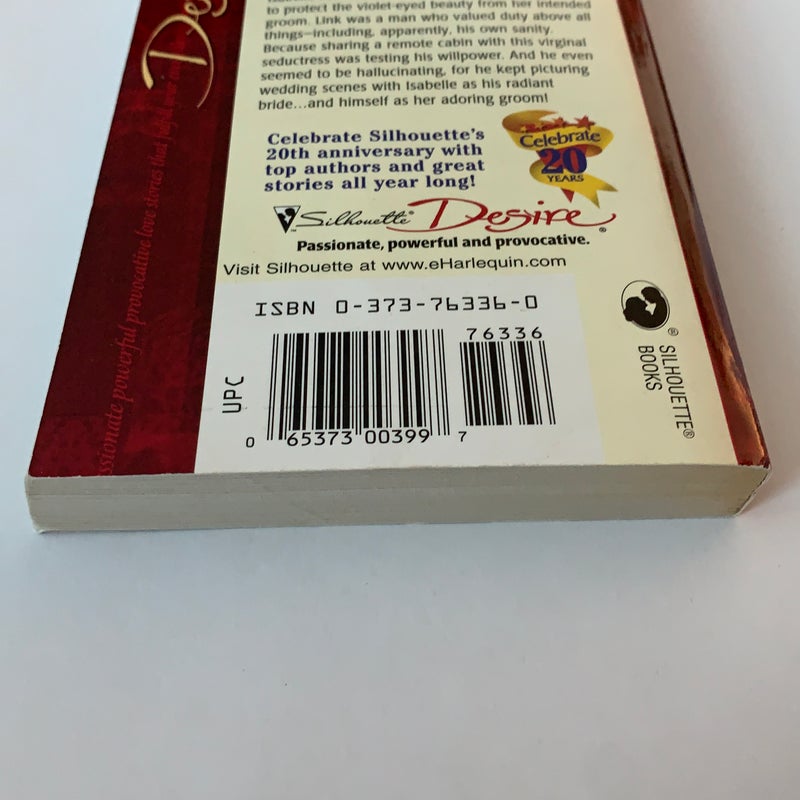 Des
to protect the violet-eyed beauty from her intended
groom. Link was a man who valued duty above all
things—including, apparently, his own sanity.
Because sharing a remote cabin with this virginal
seductress was testing his willpower. And he even
seemed to be hallucinating, for he kept picturing
wedding scenes with Isabelle as his radiant
bride...and himself as her adoring groom!
Celebrate Silhouette's
20th anniversary with
top authors and great
stories all year long!
Celebrate
20
YEARS
Silhouette® Desire®
Passionate, powerful and provocative.
Visit Silhouette at www.eHarlequin.com
ISBN 0-373-76336-0
76336
UPC
0 65373 00399 7
SILHOUETTE®
BOOKS
®
ssionate powerful provocative love stories that fulfill